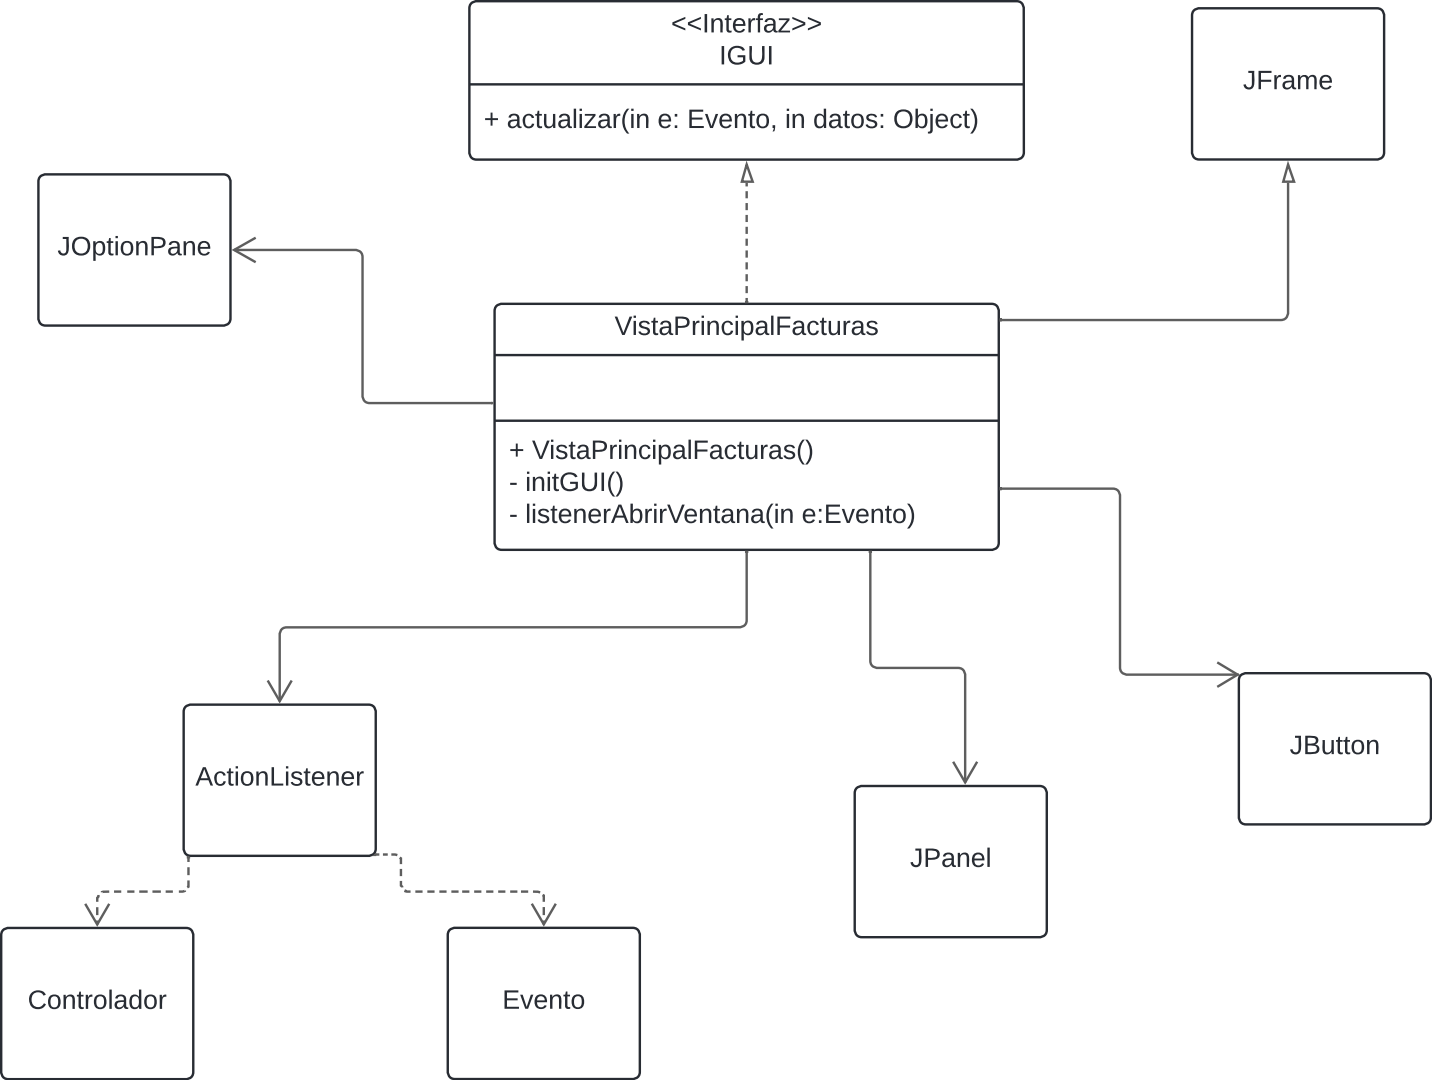 <<Interfaz>>
IGUI
+ actualizar(in e: Evento, in datos: Object)
JFrame
JOptionPane
VistaPrincipalFacturas
+ VistaPrincipalFacturas()
- initGUI()
- listenerAbrirVentana(in e:Evento)
JButton
ActionListener
JPanel
Controlador
Evento